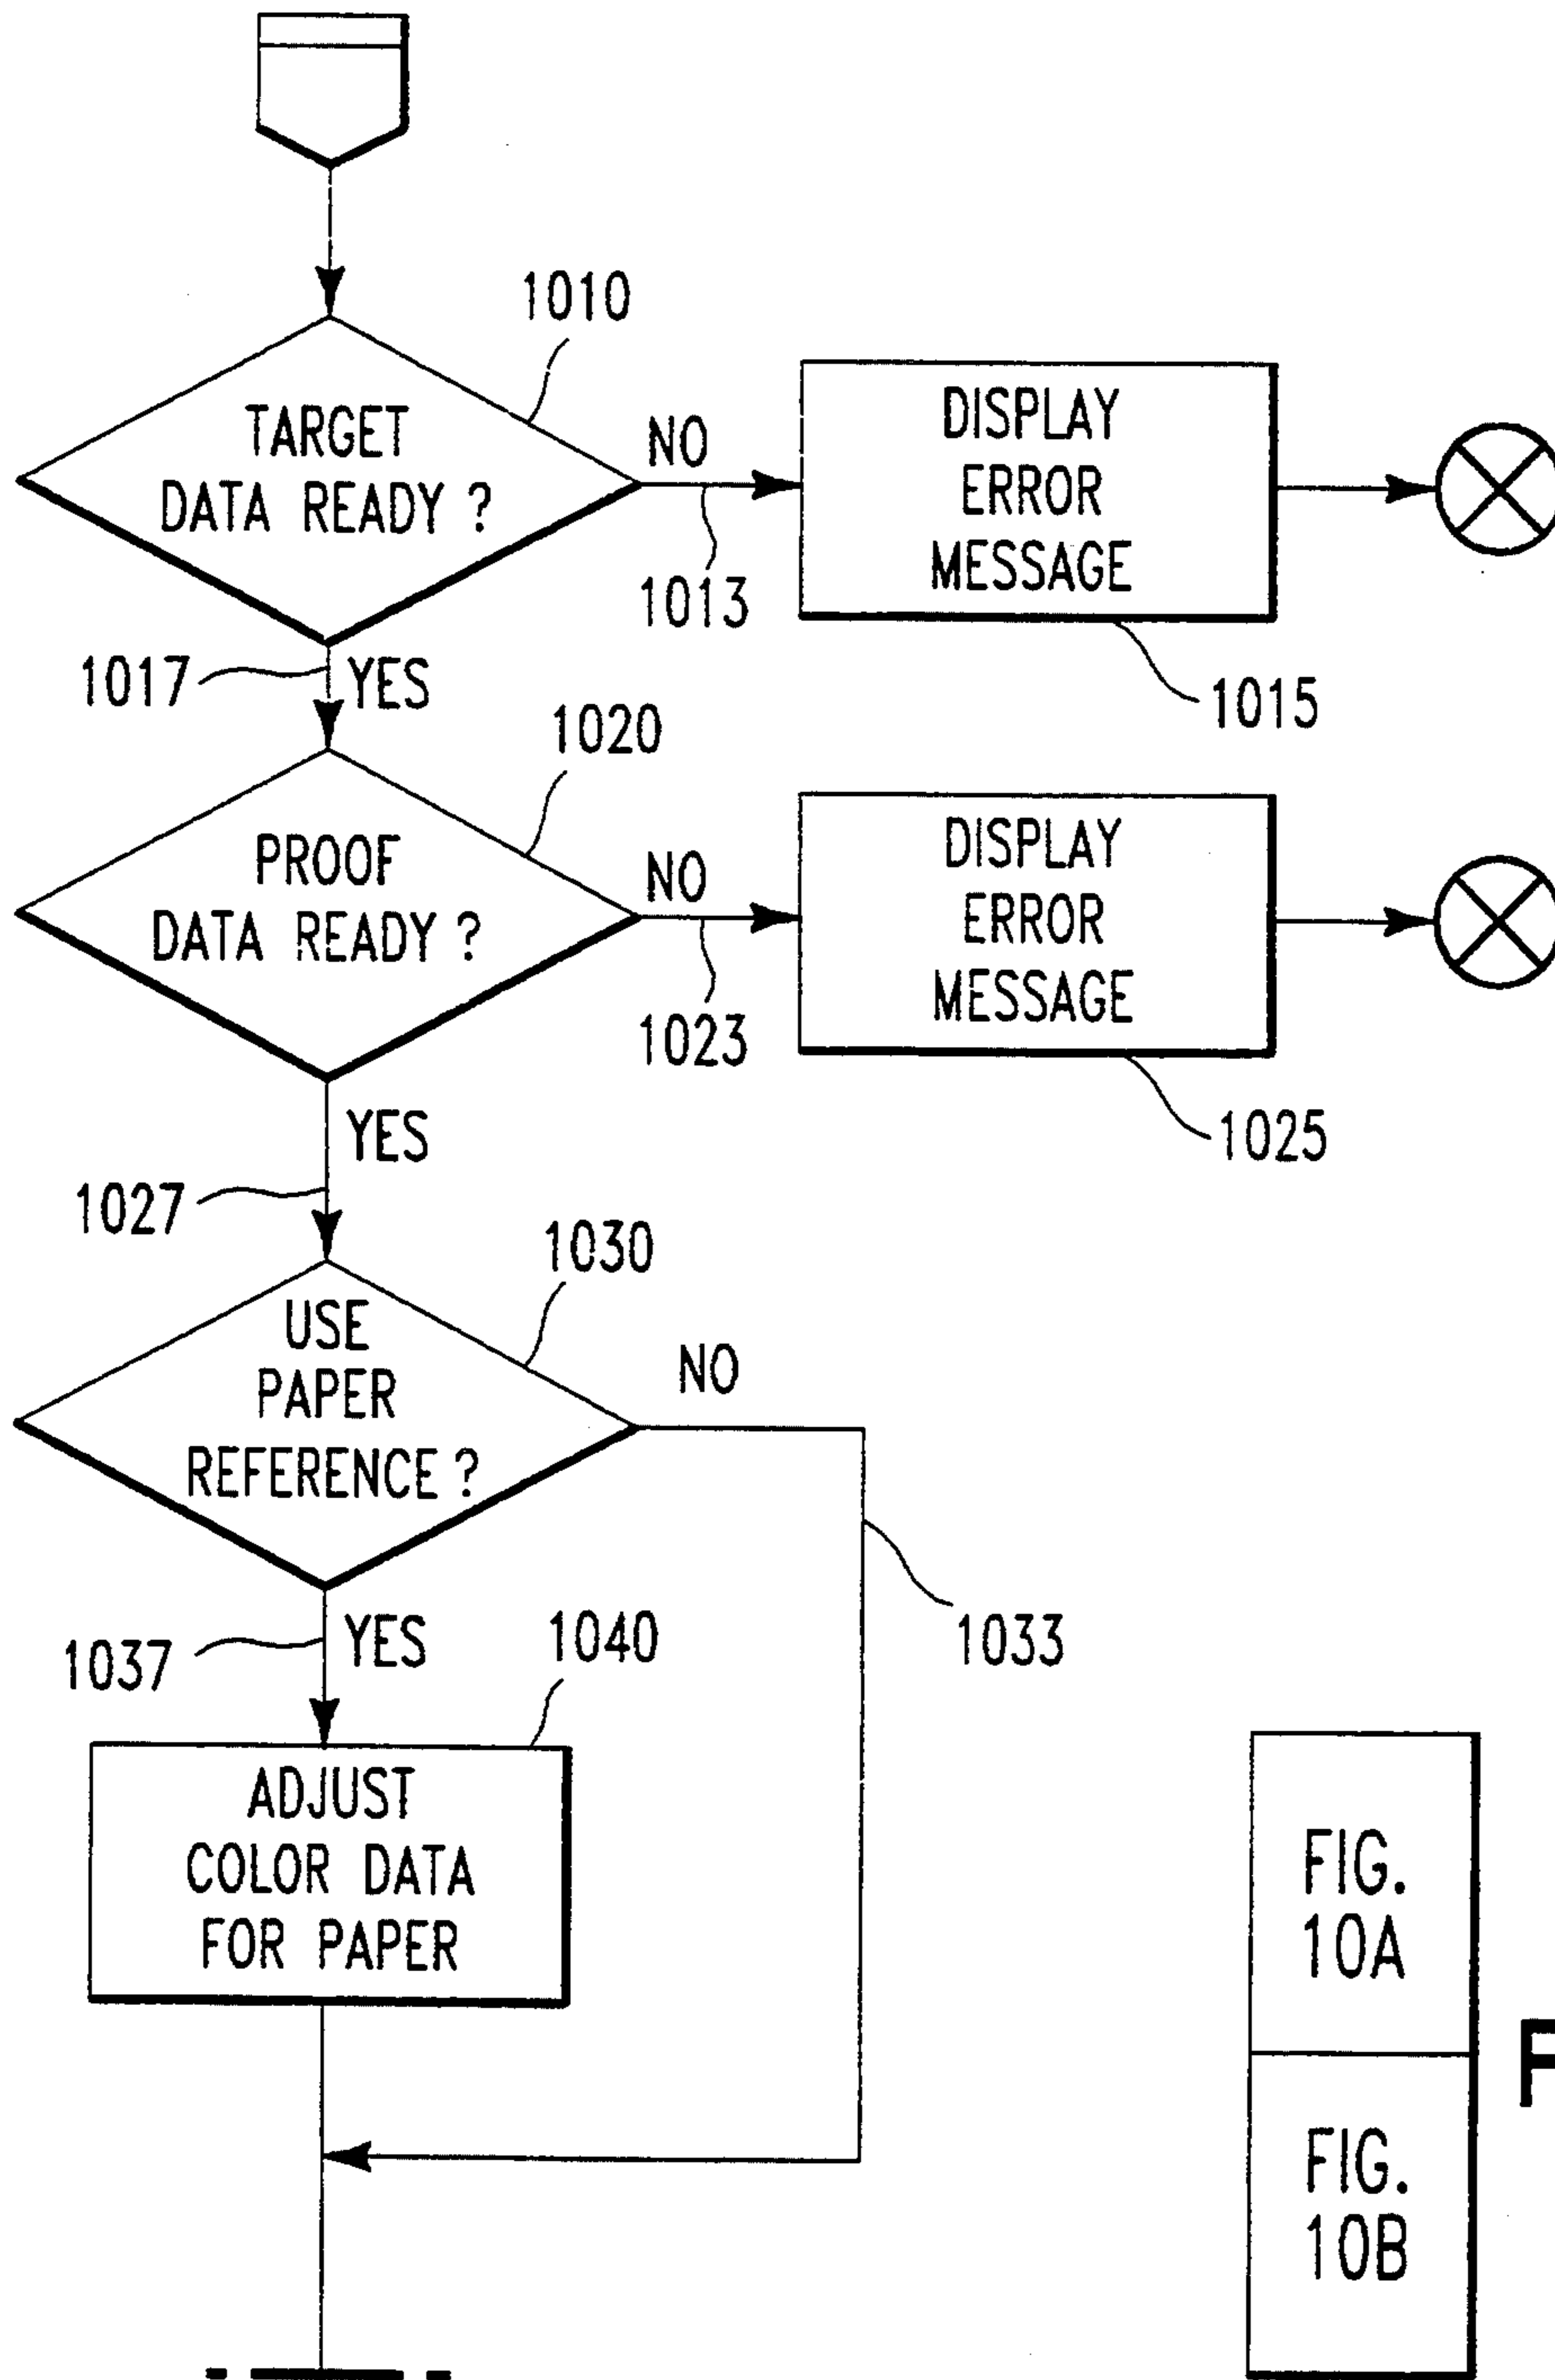 1010
TARGET
DATA READY ?
NO
1013
DISPLAY
ERROR
MESSAGE
1015
1017
YES
1020
PROOF
DATA READY ?
NO
1023
DISPLAY
ERROR
MESSAGE
1025
YES
1027
1030
USE
PAPER
REFERENCE ?
NO
1033
1037
YES
1040
ADJUST
COLOR DATA
FOR PAPER
FIG.
10A
FIG.
10B
F